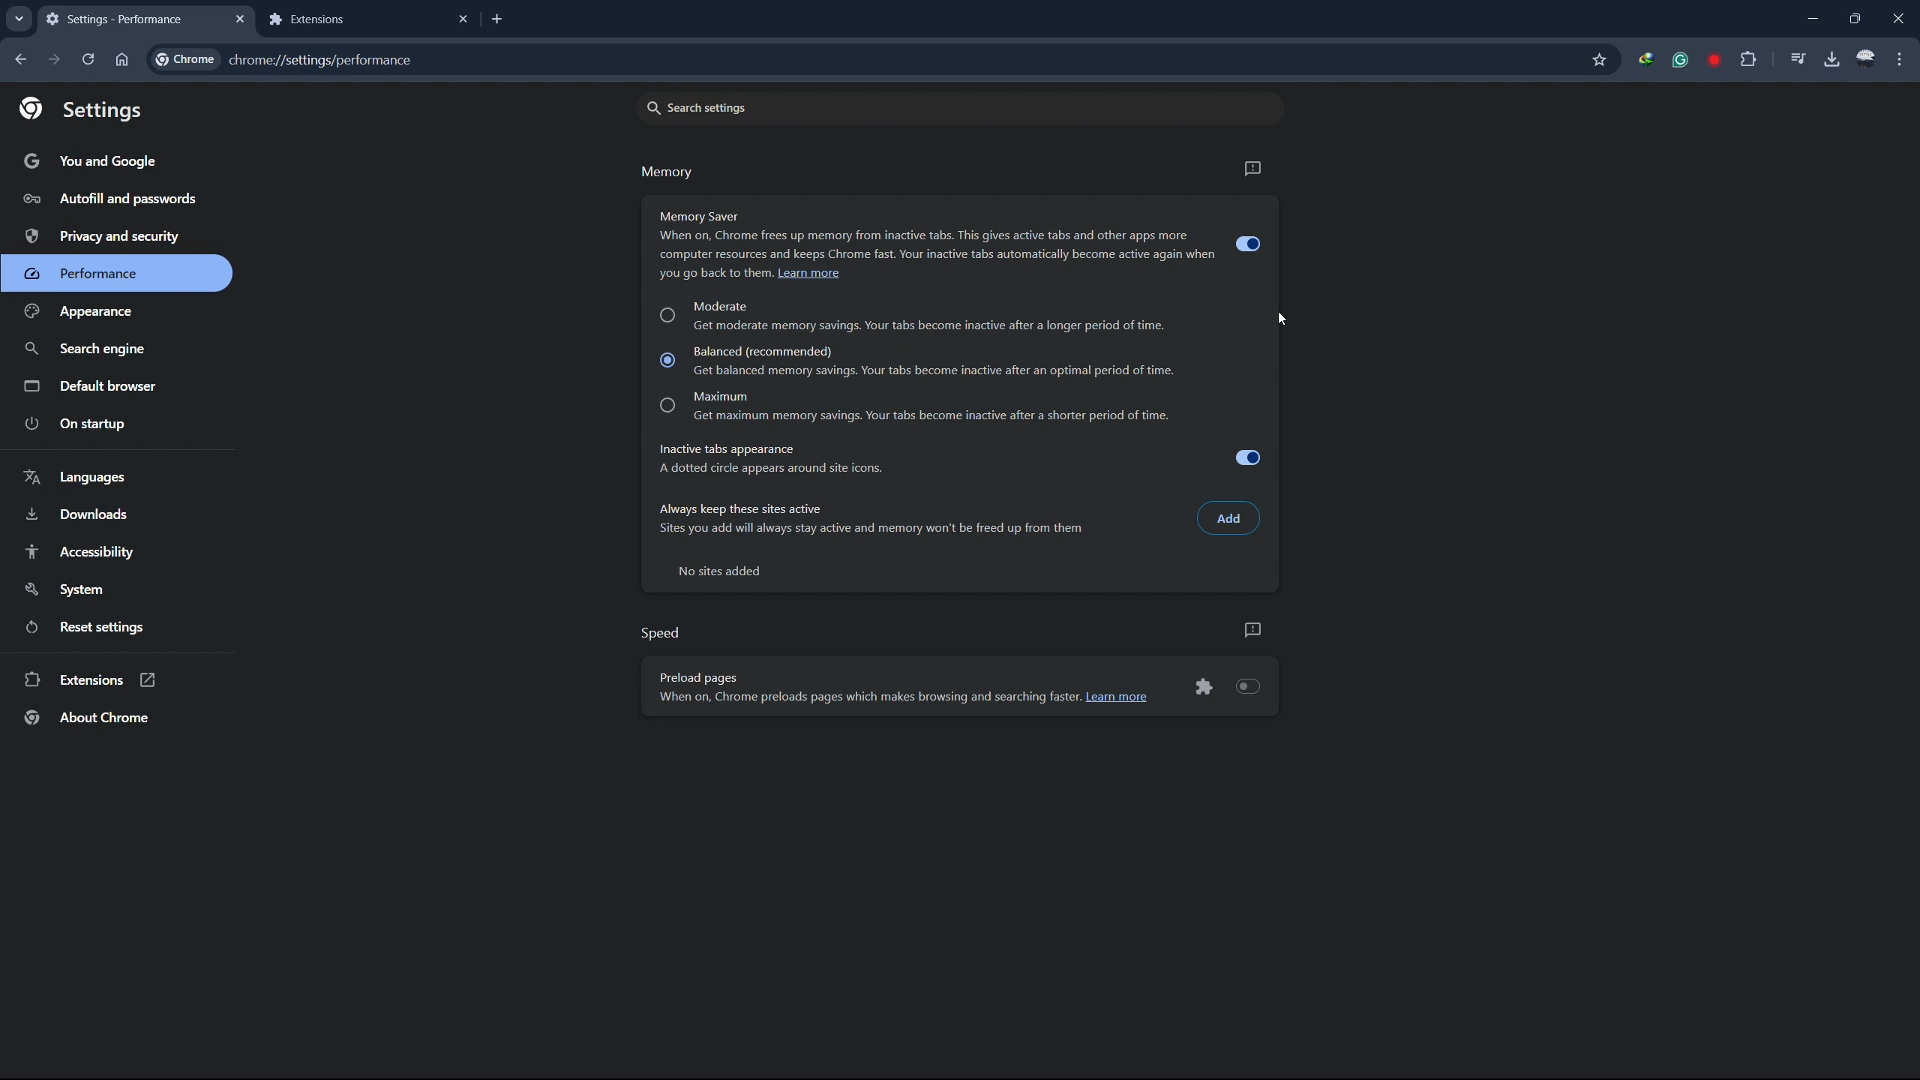 Settings - Performance
Extensions
Chrome
chrome://settings/performance
Settings
Search settings
You and Google
Autofill and passwords
Privacy and security
Performance
Appearance
Search engine
Default browser
On startup
Languages
Downloads
Accessibility
System
Reset settings
Extensions
About Chrome
Memory
Memory Saver
When on, Chrome frees up memory from inactive tabs. This gives active tabs and other apps more
computer resources and keeps Chrome fast. Your inactive tabs automatically become active again when
you go back to them. Learn more
Moderate
Get moderate memory savings. Your tabs become inactive after a longer period of time.
Balanced (recommended)
Get balanced memory savings. Your tabs become inactive after an optimal period of time.
Maximum
Get maximum memory savings. Your tabs become inactive after a shorter period of time.
Inactive tabs appearance
A dotted circle appears around site icons.
Always keep these sites active
Sites you add will always stay active and memory won't be freed up from them
Add
No sites added
Speed
Preload pages
When on, Chrome preloads pages which makes browsing and searching faster. Learn more